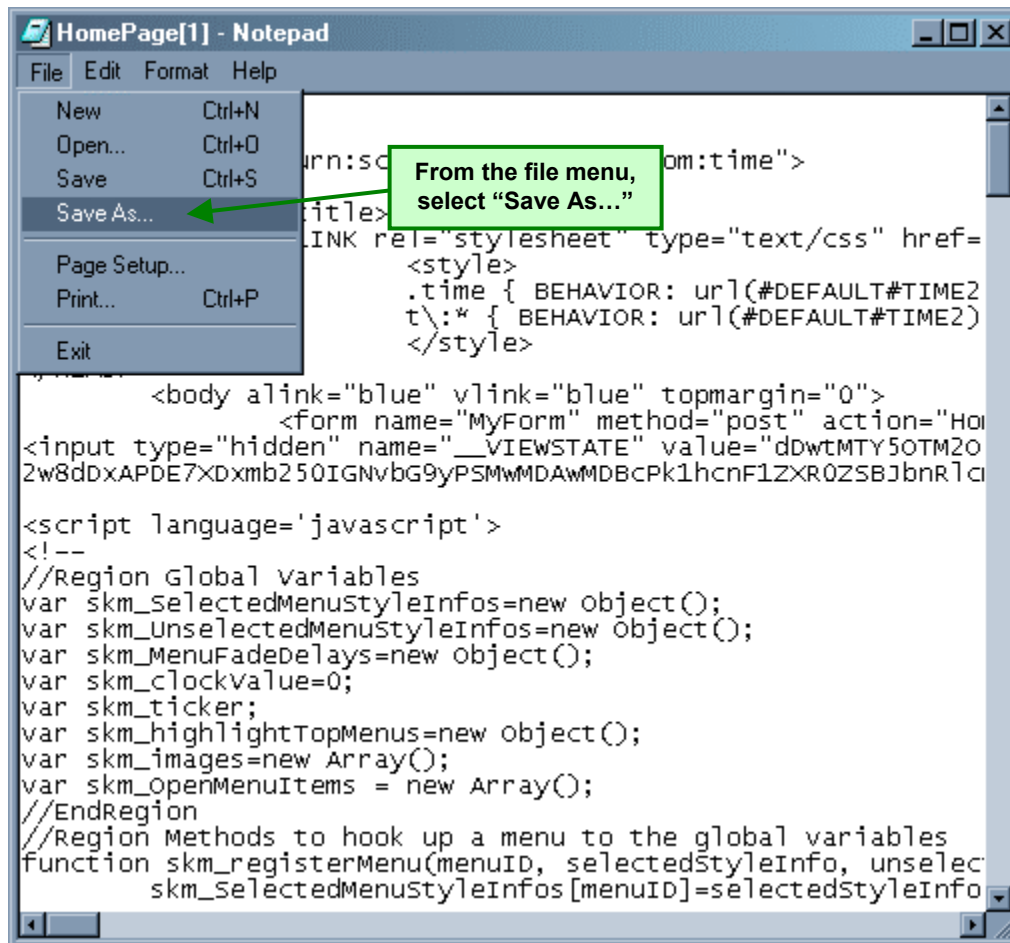 HomePage[1] - Notepad
File Edit Format Help
New Ctrl+N
Open... Ctrl+O
Save Ctrl+S
Save As...
Page Setup...
Print... Ctrl+P
Exit
From the file menu,
select “Save As…”
urn:sc om:time">
title>
LINK rel="stylesheet" type="text/css" href=
<style>
.time { BEHAVIOR: url(#DEFAULT#TIME2
t\:* { BEHAVIOR: url(#DEFAULT#TIME2)
</style>
<body alink="blue" vlink="blue" topmargin="0">
<form name="MyForm" method="post" action="Ho
<input type="hidden" name="__VIEWSTATE" value="dDwtMTY5OTM2O
2w8dDxAPDE7XDxmb250IGNvbG9yPSMwMDAwMDBcPk1hcnF1ZXR0ZSBJbnRlc
<script language='javascript'>
<!--
//Region Global Variables
var skm_SelectedMenuStyleInfos=new Object();
var skm_UnselectedMenuStyleInfos=new Object();
var skm_MenuFadeDelays=new Object();
var skm_clockValue=0;
var skm_ticker;
var skm_highlightTopMenus=new Object();
var skm_images=new Array();
var skm_OpenMenuItems = new Array();
//EndRegion
//Region Methods to hook up a menu to the global variables
function skm_registerMenu(menuID, selectedStyleInfo, unselec
skm_SelectedMenuStyleInfos[menuID]=selectedStyleInfo